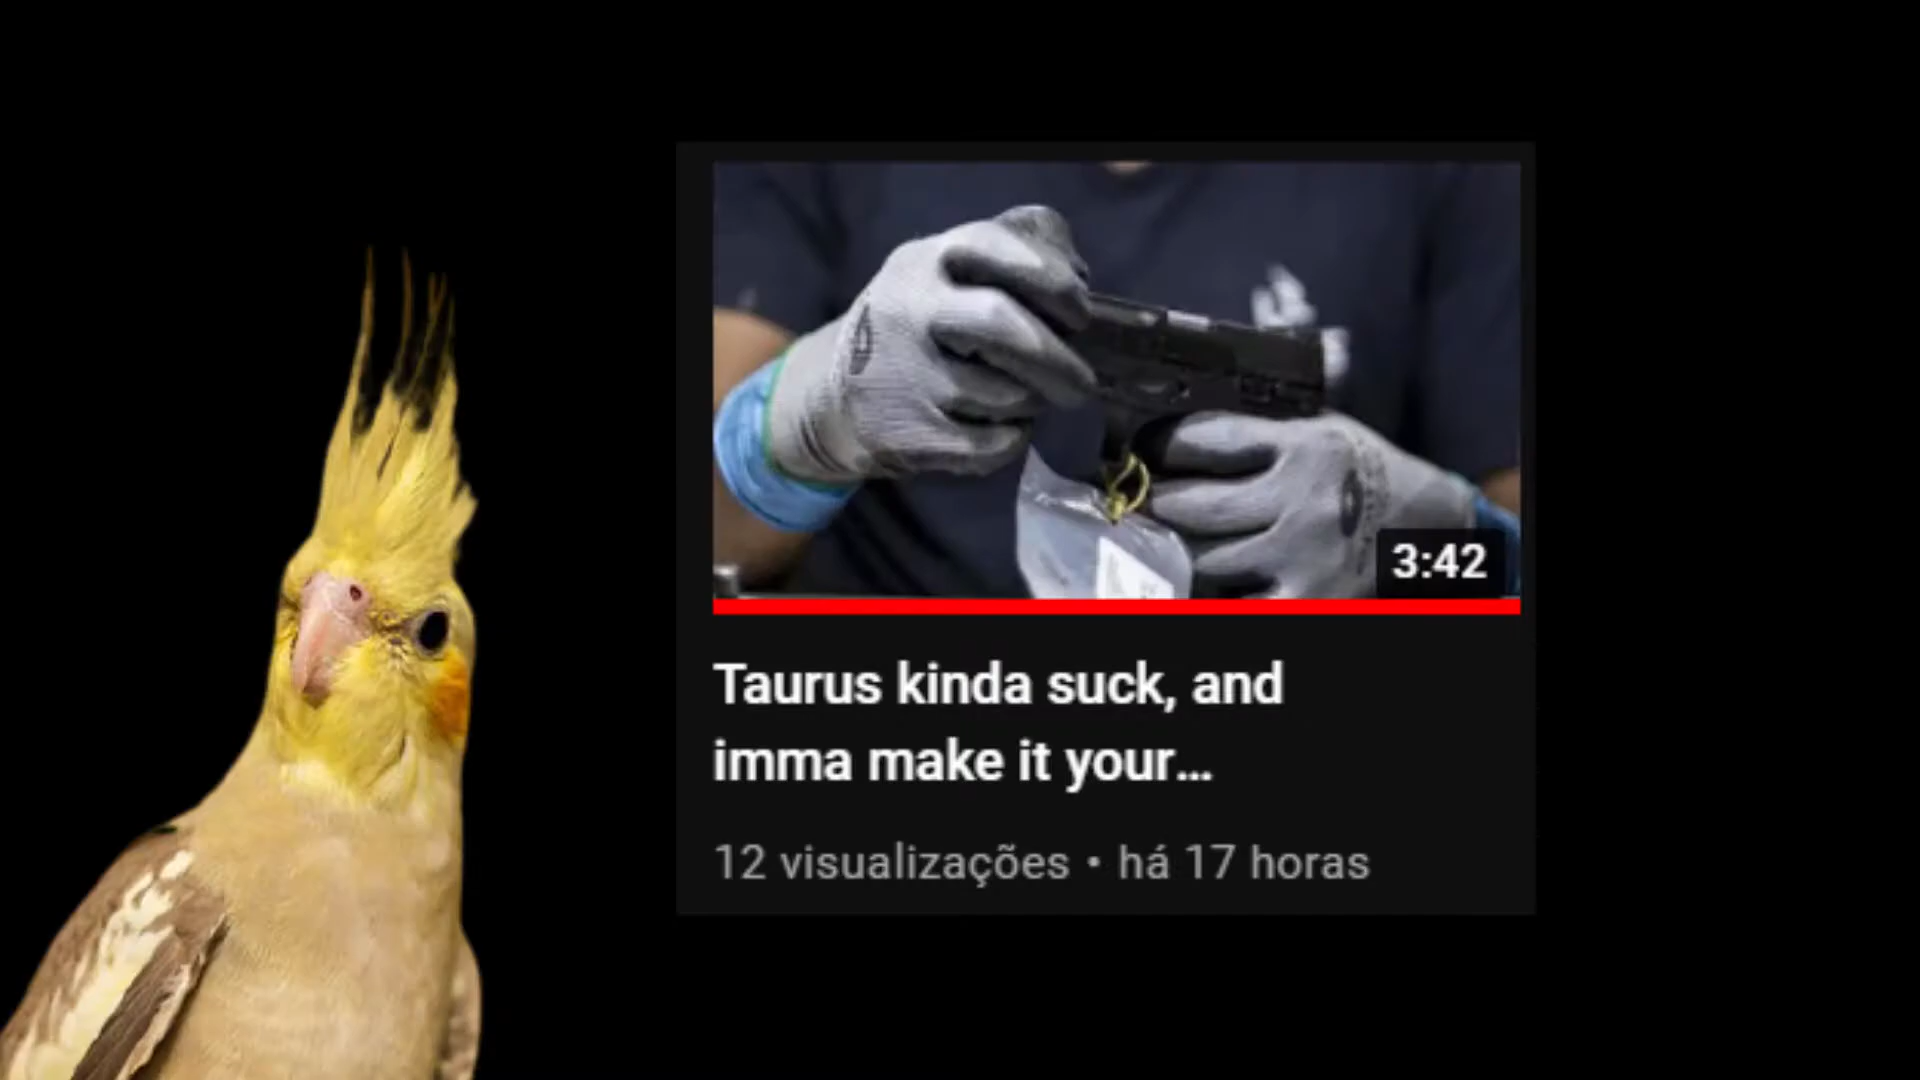 3:42
Taurus kinda suck, and
imma make it your...
12 visualizações • há 17 horas